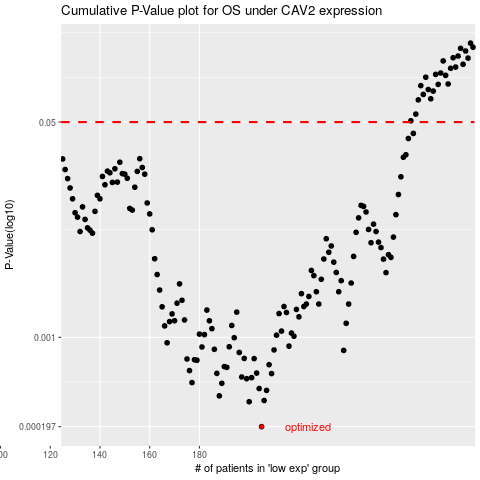 Cumulative P-Value plot for OS under CAV2 expression
P-Value(log10)
0.05
0.001
0.000197
optimized
00 120 140 160 180
# of patients in 'low exp' group